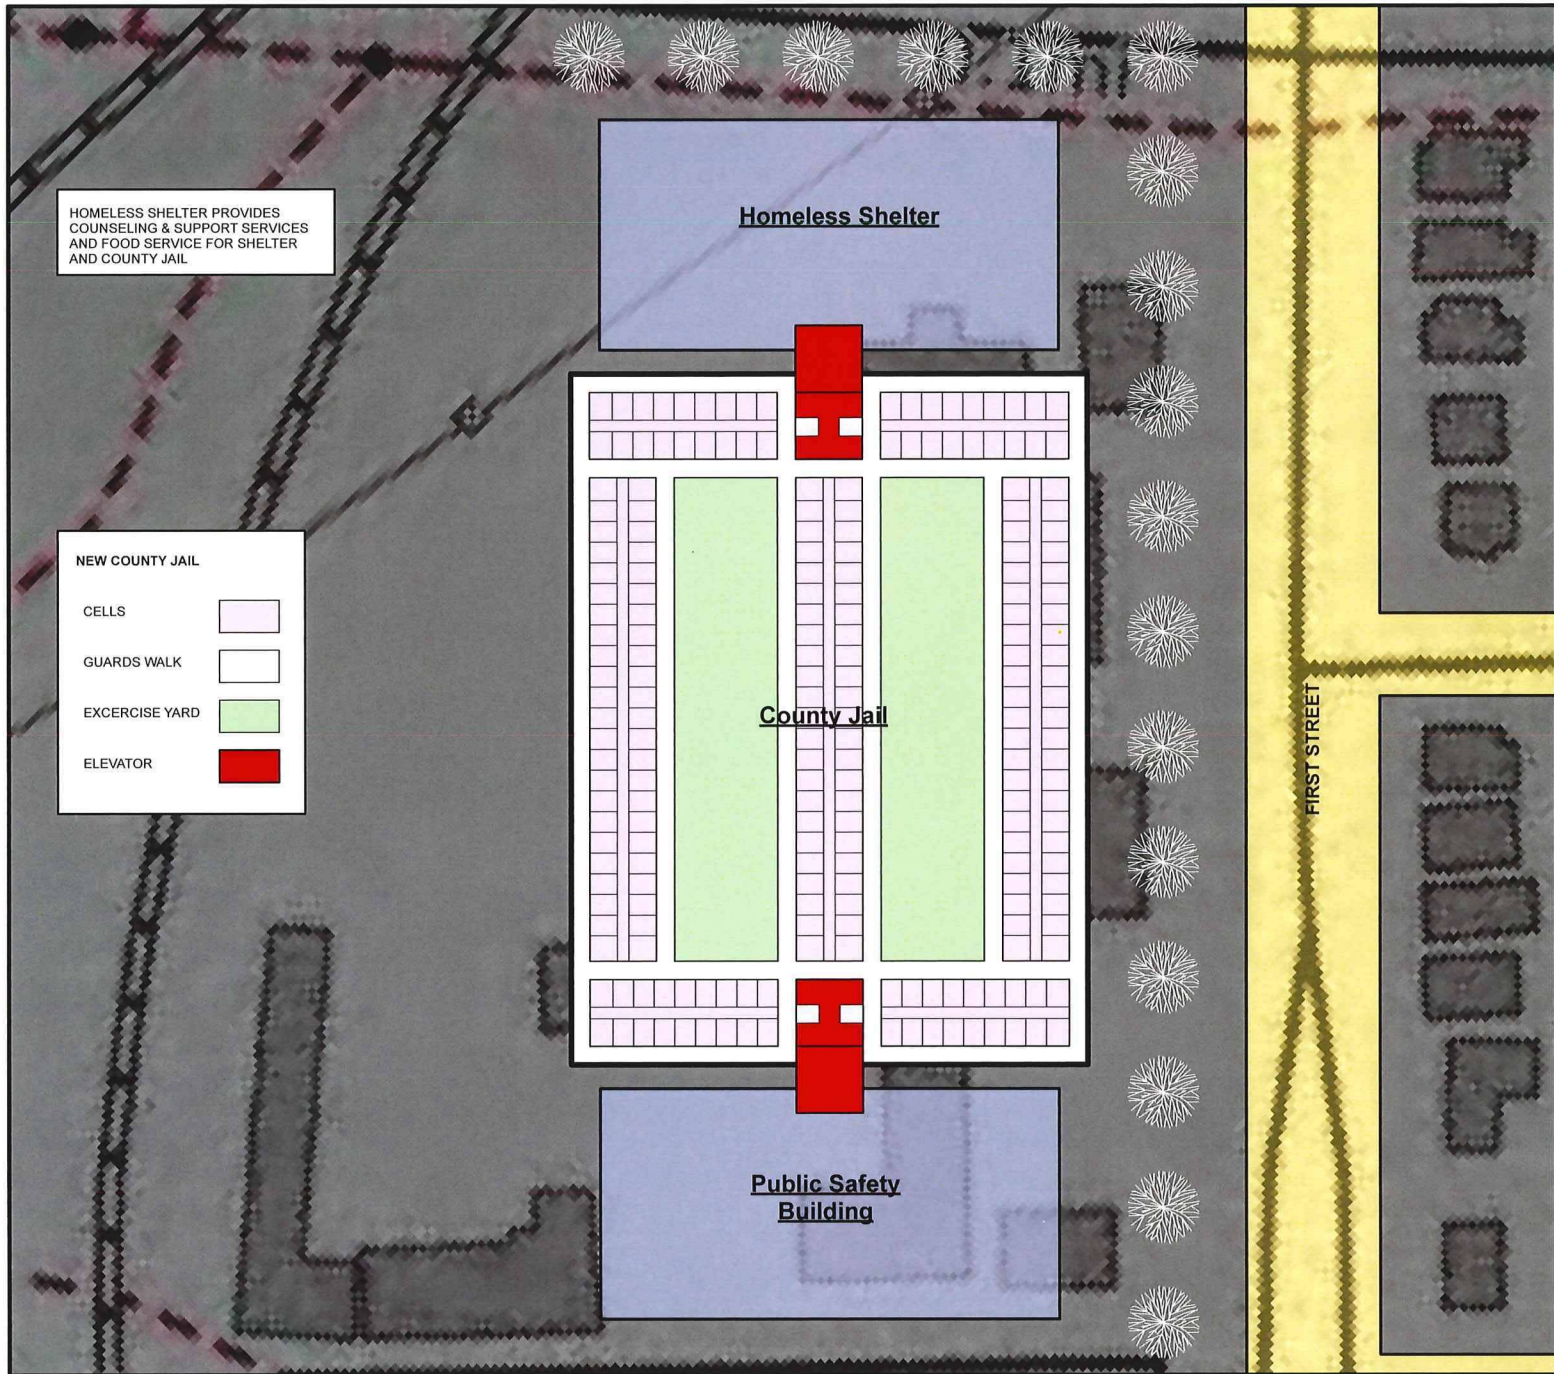 HOMELESS SHELTER PROVIDES
COUNSELING & SUPPORT SERVICES
AND FOOD SERVICE FOR SHELTER
AND COUNTY JAIL
Homeless Shelter
NEW COUNTY JAIL
CELLS
GUARDS WALK
EXCERCISE YARD
ELEVATOR
County Jail
FIRST STREET
Public Safety
Building